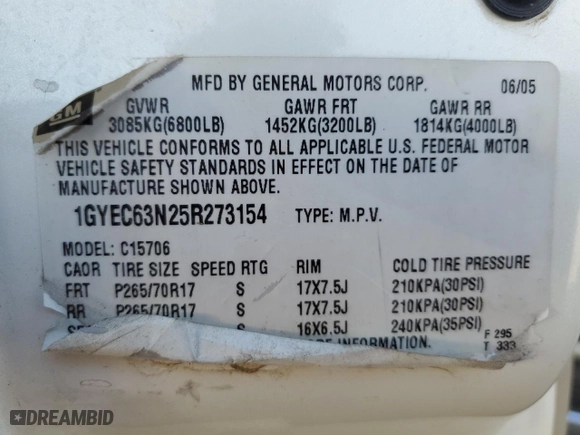 GM
MFD BY GENERAL MOTORS CORP. 06/05
GVWR GAWR FRT GAWR RR
3085KG(6800LB) 1452KG(3200LB) 1814KG(4000LB)
THIS VEHICLE CONFORMS TO ALL APPLICABLE U.S. FEDERAL MOTOR
VEHICLE SAFETY STANDARDS IN EFFECT ON THE DATE OF
MANUFACTURE SHOWN ABOVE.
1GYEC63N25R273154 TYPE: M.P.V.
MODEL: C15706
CAOR TIRE SIZE SPEED RTG RIM COLD TIRE PRESSURE
FRT P265/70R17 S 17X7.5J 210KPA(30PSI)
RR P265/70R17 S 17X7.5J 210KPA(30PSI)
S 16X6.5J 240KPA(35PSI) F 295
INFORMATION. T 333
DREAMBID